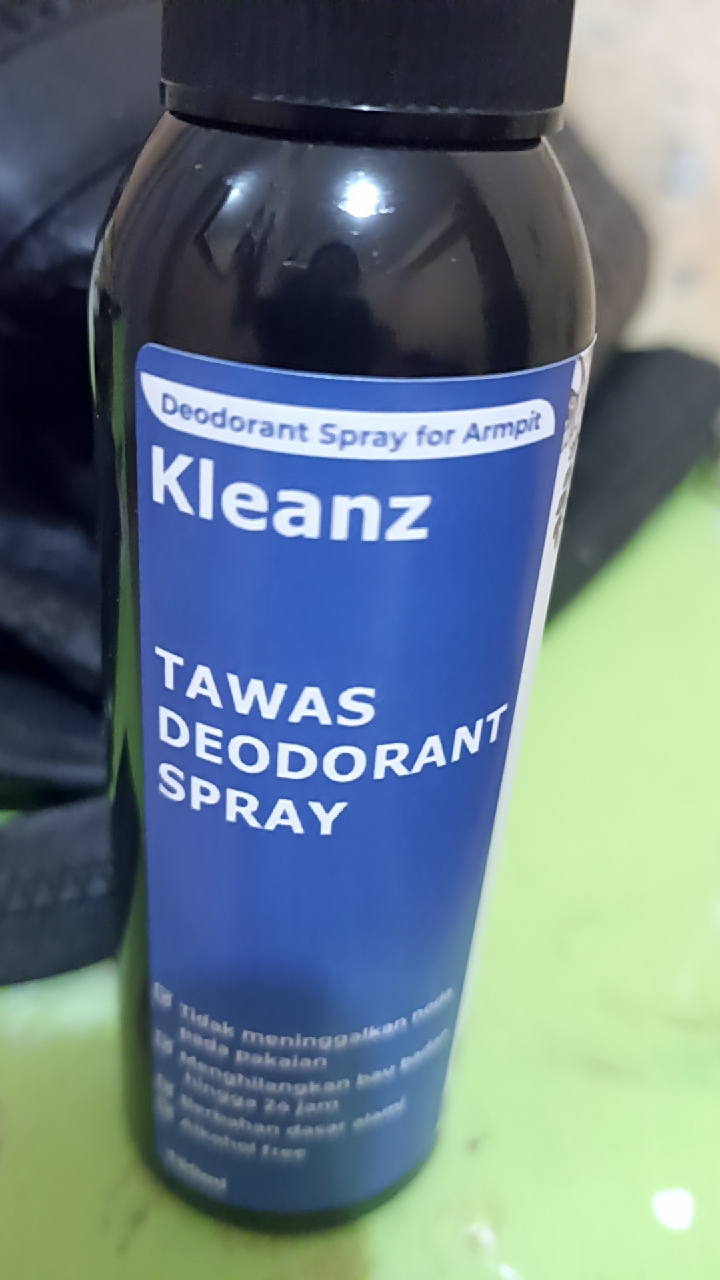 Deodorant Spray for Armpit
Kleanz
TAWAS
DEODORANT
SPRAY
Tidak meninggalkan noda
pada pakaian
Menghilangkan bau badan
hingga 24 jam
Berbahan dasar alami
Alkohol free